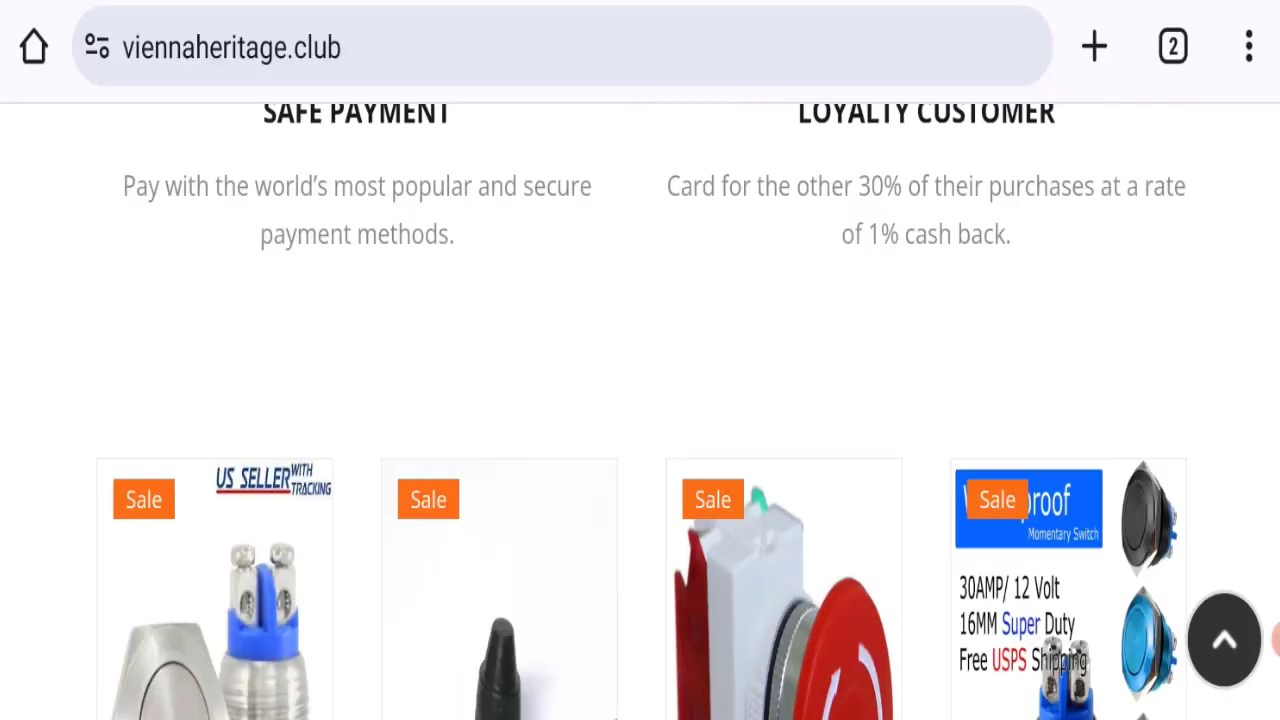 viennaheritage.club
2
SAFE PAYMENT
LOYALTY CUSTOMER
Pay with the world's most popular and secure
payment methods.
Card for the other 30% of their purchases at a rate
of 1% cash back.
Sale
US SELLER WITH TRACKING
Sale
Sale
Sale
Momentary Switch
30AMP/ 12 Volt
16MM Super Duty
Free USPS Shipping